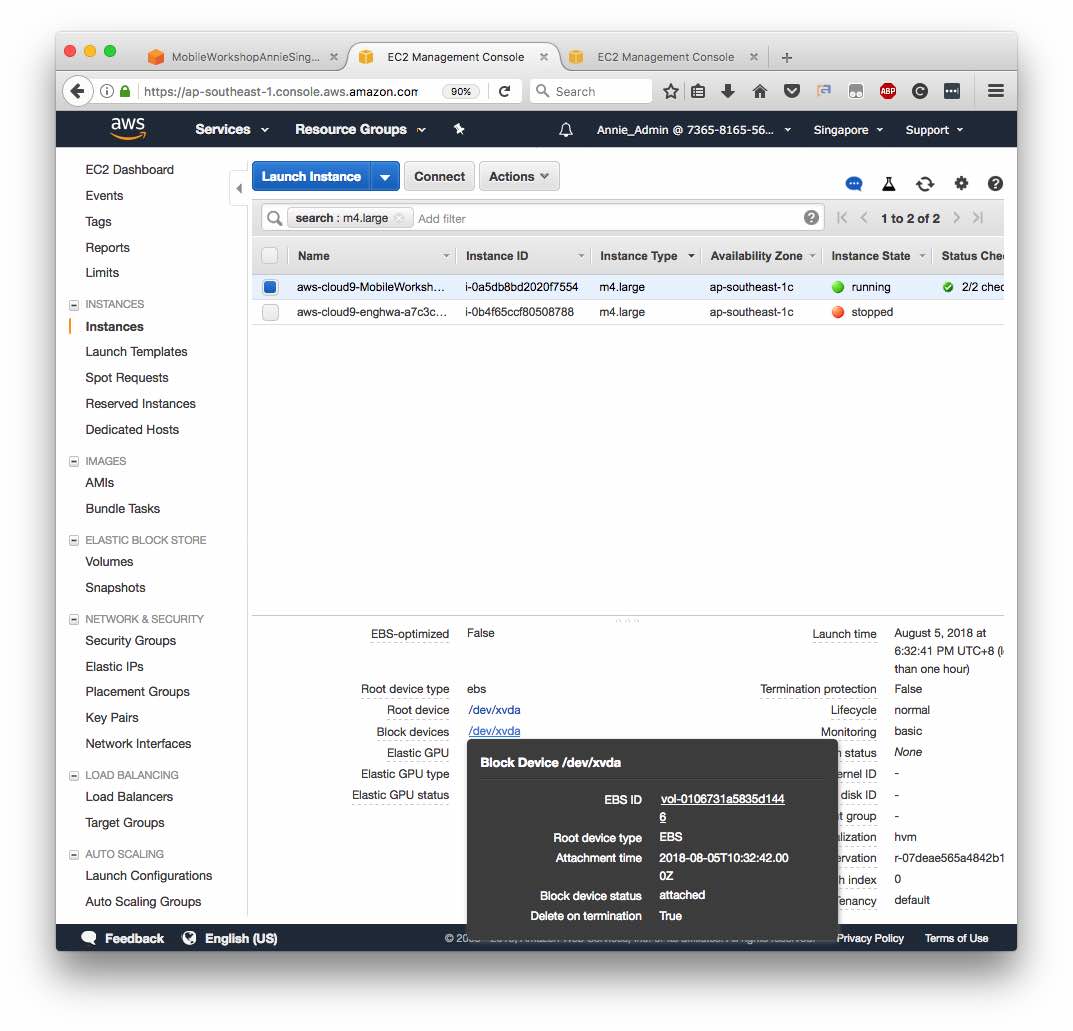 MobileWorkshopAnnieSing...
EC2 Management Console
EC2 Management Console
https://ap-southeast-1.console.aws.amazon.com
90%
Search
ABP
aws
Services
Resource Groups
Annie_Admin @ 7365-8165-56...
Singapore
Support
EC2 Dashboard
Events
Tags
Reports
Limits
INSTANCES
Instances
Launch Templates
Spot Requests
Reserved Instances
Dedicated Hosts
IMAGES
AMIs
Bundle Tasks
ELASTIC BLOCK STORE
Volumes
Snapshots
NETWORK & SECURITY
Security Groups
Elastic IPs
Placement Groups
Key Pairs
Network Interfaces
LOAD BALANCING
Load Balancers
Target Groups
AUTO SCALING
Launch Configurations
Auto Scaling Groups
Launch Instance
Connect
Actions
search : m4.large
Add filter
1 to 2 of 2
Name Instance ID Instance Type Availability Zone Instance State Status Che
aws-cloud9-MobileWorksh... i-0a5db8bd2020f7554 m4.large ap-southeast-1c running 2/2 chec
aws-cloud9-enghwa-a7c3c... i-0b4f65ccf80508788 m4.large ap-southeast-1c stopped
EBS-optimized False
Root device type ebs
Root device /dev/xvda
Block devices /dev/xvda
Elastic GPU
Elastic GPU type
Elastic GPU status
Launch time August 5, 2018 at
6:32:41 PM UTC+8 (l
than one hour)
Termination protection False
Lifecycle normal
Monitoring basic
status None
ernel ID -
disk ID -
t group -
lization hvm
ervation r-07deae565a4842b1
h index 0
enancy default
Block Device /dev/xvda
EBS ID vol-0106731a5835d144
6
Root device type EBS
Attachment time 2018-08-05T10:32:42.00
0Z
Block device status attached
Delete on termination True
Feedback
English (US)
Privacy Policy
Terms of Use